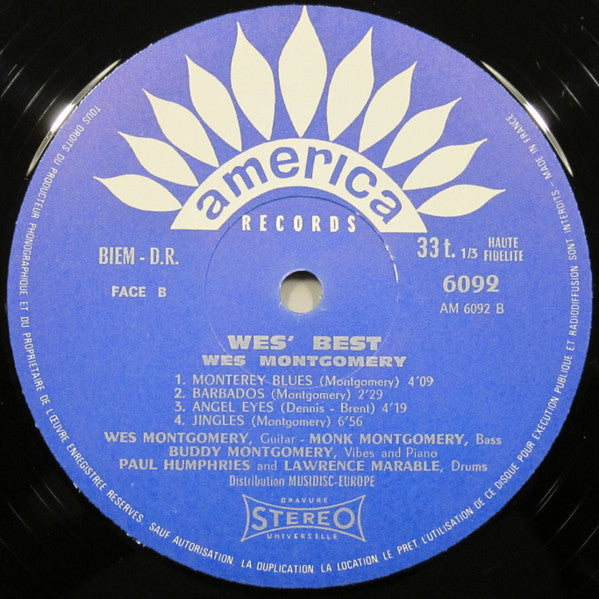 america
RECORDS
BIEM - D.R.
33 t. 1/3 HAUTE FIDELITE
FACE B
6092
AM 6092 B
WES' BEST
WES MONTGOMERY
1. MONTEREY BLUES (Montgomery) 4'09
2. BARBADOS (Montgomery) 2'29
3. ANGEL EYES (Dennis - Brent) 4'19
4. JINGLES (Montgomery) 6'56
WES MONTGOMERY, Guitar - MONK MONTGOMERY, Bass
BUDDY MONTGOMERY, Vibes and Piano
PAUL HUMPHRIES and LAWRENCE MARABLE, Drums
Distribution MUSIDISC-EUROPE
GRAVURE
STEREO
UNIVERSELLE
TOUS DROITS DU PRODUCTEUR PHONOGRAPHIQUE ET DU PROPRIETAIRE DE L'ŒUVRE ENREGISTREE RESERVES. SAUF AUTORISATION, LA DUPLICATION, LA LOCATION LE PRET L'UTILISATION DE CE DISQUE POUR EXECUTION PUBLIQUE ET RADIODIFFUSION SONT INTERDITS - MADE IN FRANCE